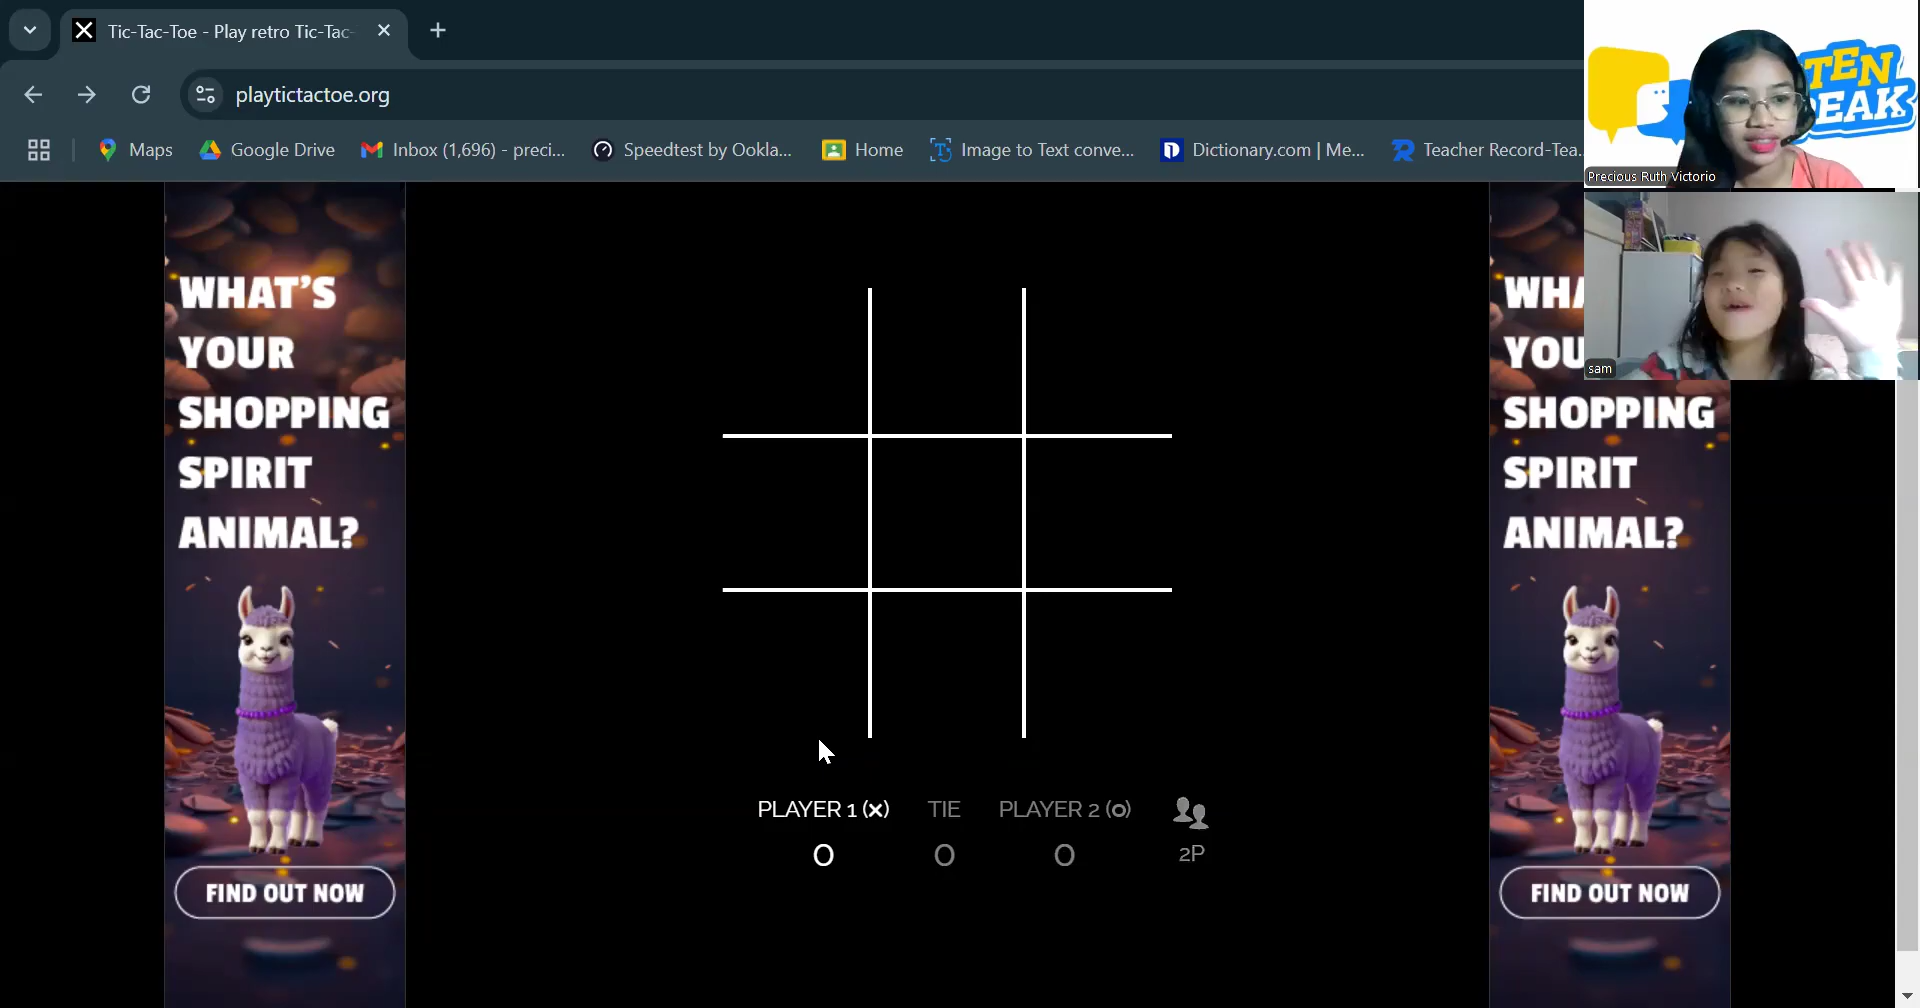 Tic-Tac-Toe - Play retro Tic-Tac-
playtictactoe.org
Maps
Google Drive
Inbox (1,696) - preci...
Speedtest by Ookla...
Home
Image to Text conve...
Dictionary.com | Me...
Teacher Record-Tea...
TEN
PEAK
Precious Ruth Victorio
sam
WHAT'S
YOUR
SHOPPING
SPIRIT
ANIMAL?
FIND OUT NOW
WHA
YOU
SHOPPING
SPIRIT
ANIMAL?
FIND OUT NOW
PLAYER 1 (X) TIE PLAYER 2 (O)
0 0 0 2P